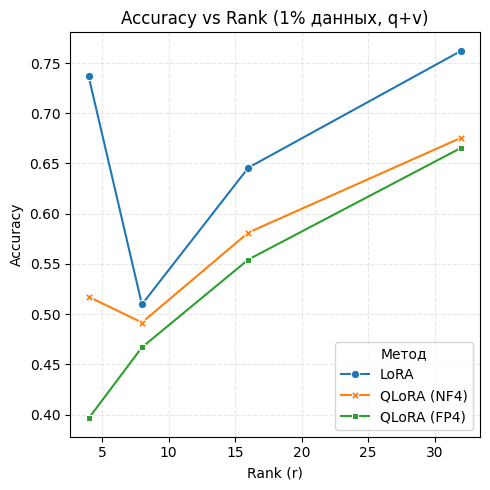 Accuracy vs Rank (1% данных, q+v)
Accuracy
0.75
0.70
0.65
0.60
0.55
0.50
0.45
0.40
5
10
15
20
25
30
Rank (r)
Метод
LoRA
QLoRA (NF4)
QLoRA (FP4)